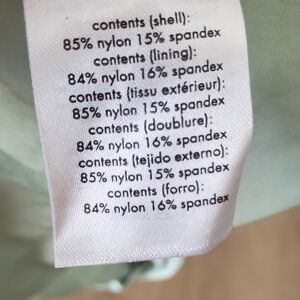 contents (shell):
85% nylon 15% spandex
contents (lining):
84% nylon 16% spandex
contents (tissu extérieur):
85% nylon 15% spandex
contents (doublure):
84% nylon 16% spandex
contents (tejido externo):
85% nylon 15% spandex
contents (forro):
84% nylon 16% spandex